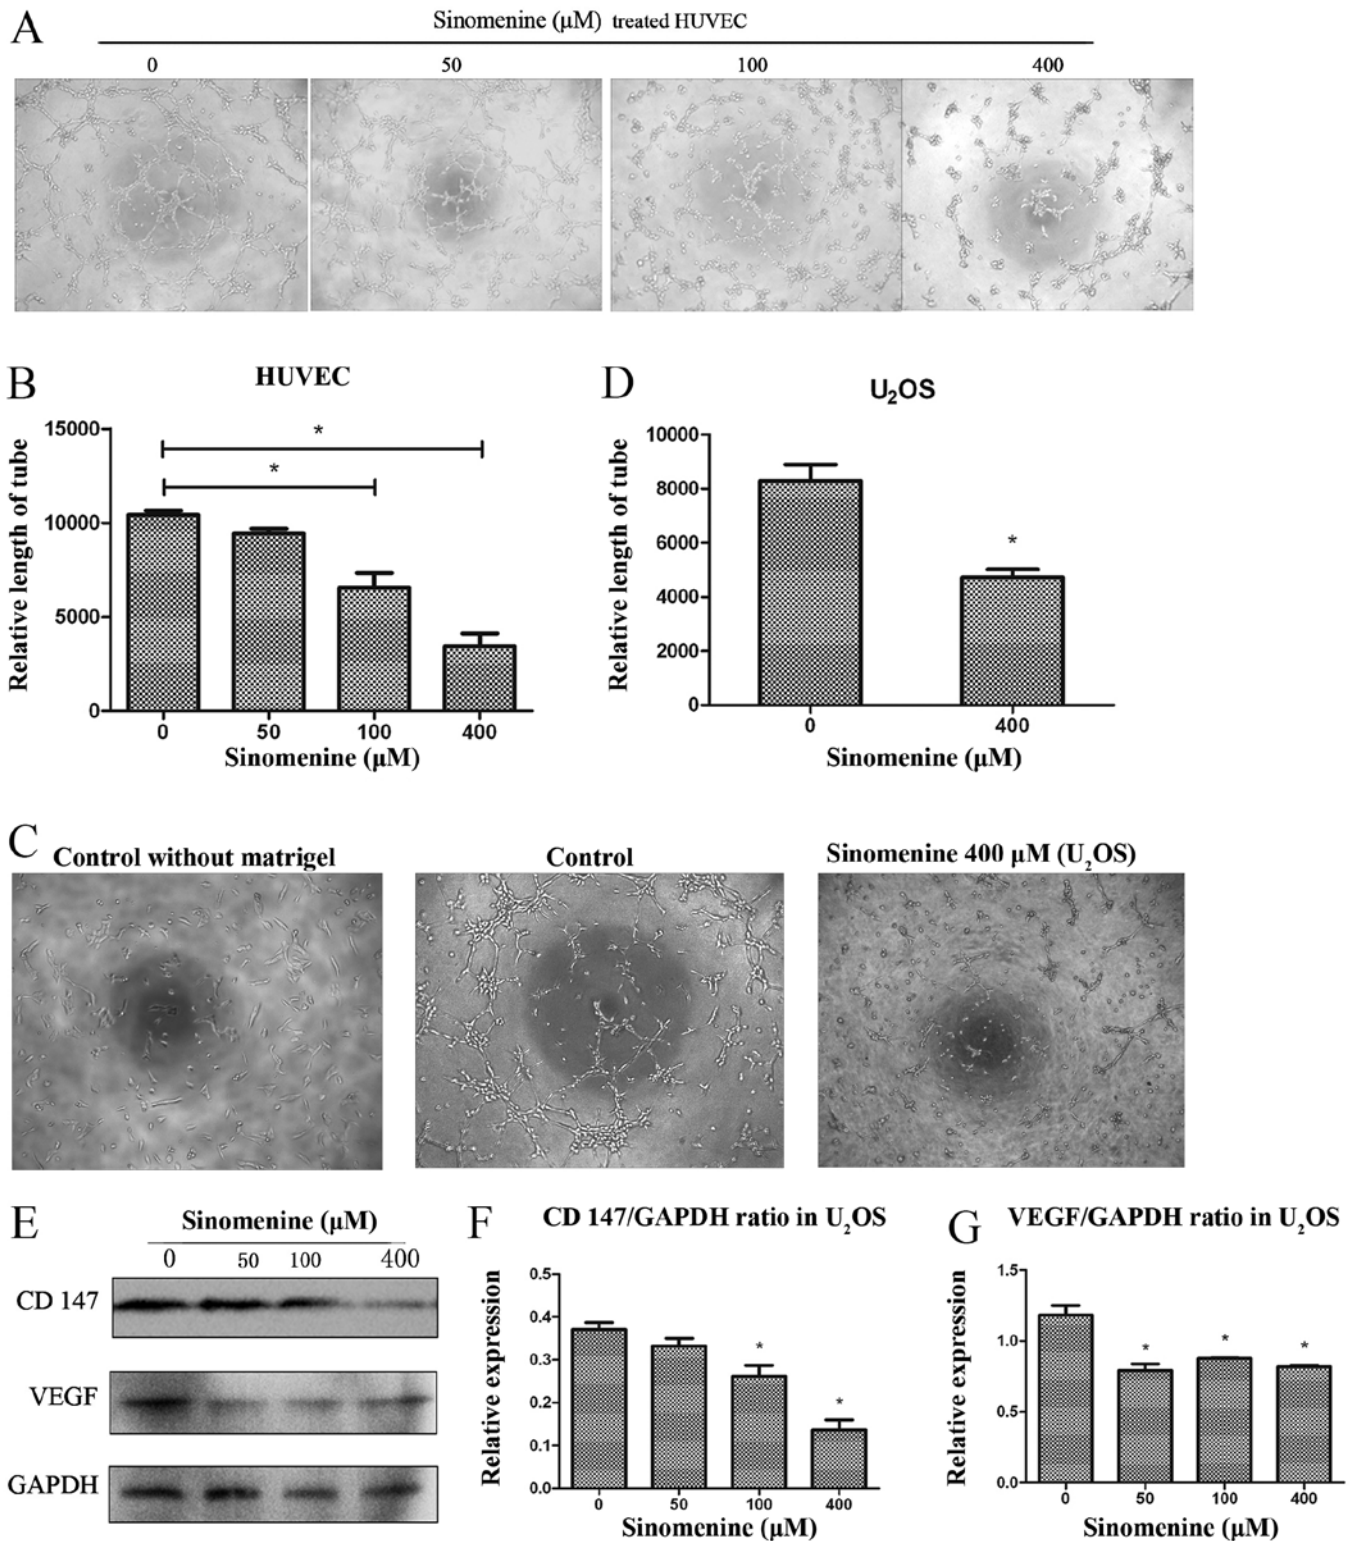 A
Sinomenine (μM) treated HUVEC
0 50 100 400
B
HUVEC
Relative length of tube
15000
10000
5000
0
* *
0 50 100 400
Sinomenine (μM)
D
U₂OS
Relative length of tube
10000
8000
6000
4000
2000
0
*
0 400
Sinomenine (μM)
C
Control without matrigel
Control
Sinomenine 400 μM (U₂OS)
E
Sinomenine (μM)
0 50 100 400
CD 147
VEGF
GAPDH
F
CD 147/GAPDH ratio in U₂OS
Relative expression
0.5
0.4
0.3
0.2
0.1
0.0
* *
0 50 100 400
Sinomenine (μM)
G
VEGF/GAPDH ratio in U₂OS
Relative expression
1.5
1.0
0.5
0.0
* * *
0 50 100 400
Sinomenine (μM)